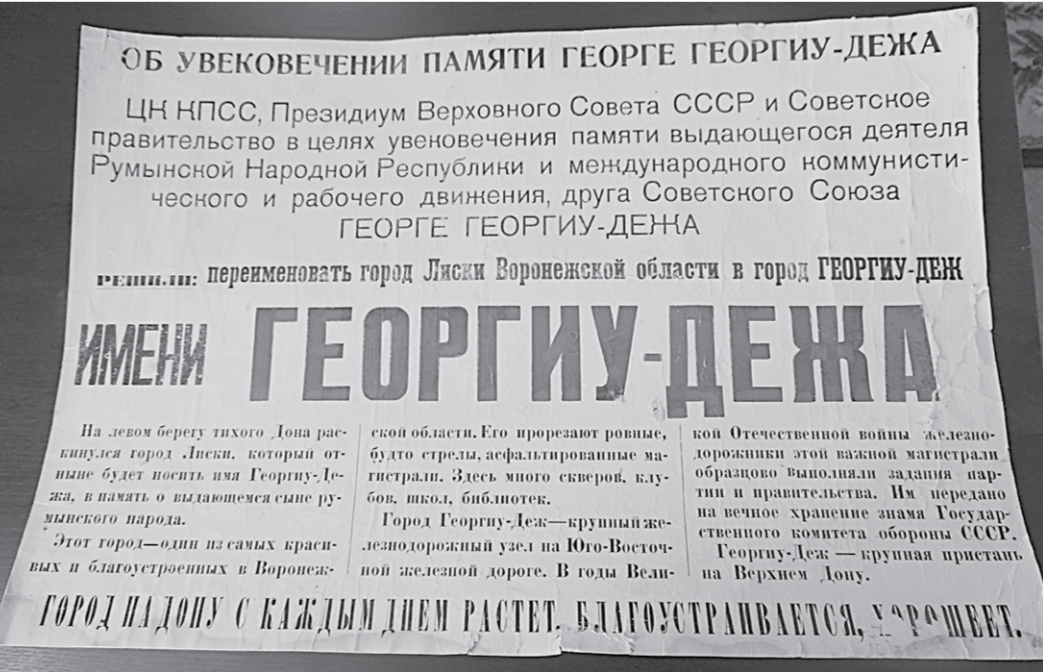 ОБ УВЕКОВЕЧЕНИИ ПАМЯТИ ГЕОРГЕ ГЕОРГИУ-ДЕЖА
ЦК КПСС, Президиум Верховного Совета СССР и Советское
правительство в целях увековечения памяти выдающегося деятеля
Румынской Народной Республики и международного коммунисти-
ческого и рабочего движения, друга Советского Союза
ГЕОРГЕ ГЕОРГИУ-ДЕЖА
РЕШИЛИ: переименовать город Лиски Воронежской области в город ГЕОРГИУ-ДЕЖ
ИМЕНИ ГЕОРГИУ-ДЕЖА
На левом берегу тихого Дона рас-
кинулся город Лиски, который от-
ныне будет носить имя Георгиу-Де-
жа, в память о выдающемся сыне ру-
мынского народа.
Этот город—один из самых краси-
вых и благоустроенных в Воронеж-
ской области. Его прорезают ровные,
будто стрелы, асфальтированные ма-
гистрали. Здесь много скверов, клу-
бов, школ, библиотек.
Город Георгиу-Деж—крупный же-
лезнодорожный узел на Юго-Восточ-
ной железной дороге. В годы Вели-
кой Отечественной войны железно-
дорожники этой важной магистрали
образцово выполняли задания пар-
тии и правительства. Им передано
на вечное хранение знамя Государ-
ственного комитета обороны СССР.
Георгиу-Деж — крупная пристань
на Верхнем Дону.
ГОРОД НА ДОНУ С КАЖДЫМ ДНЕМ РАСТЕТ, БЛАГОУСТРАИВАЕТСЯ, ХОРОШЕЕТ.